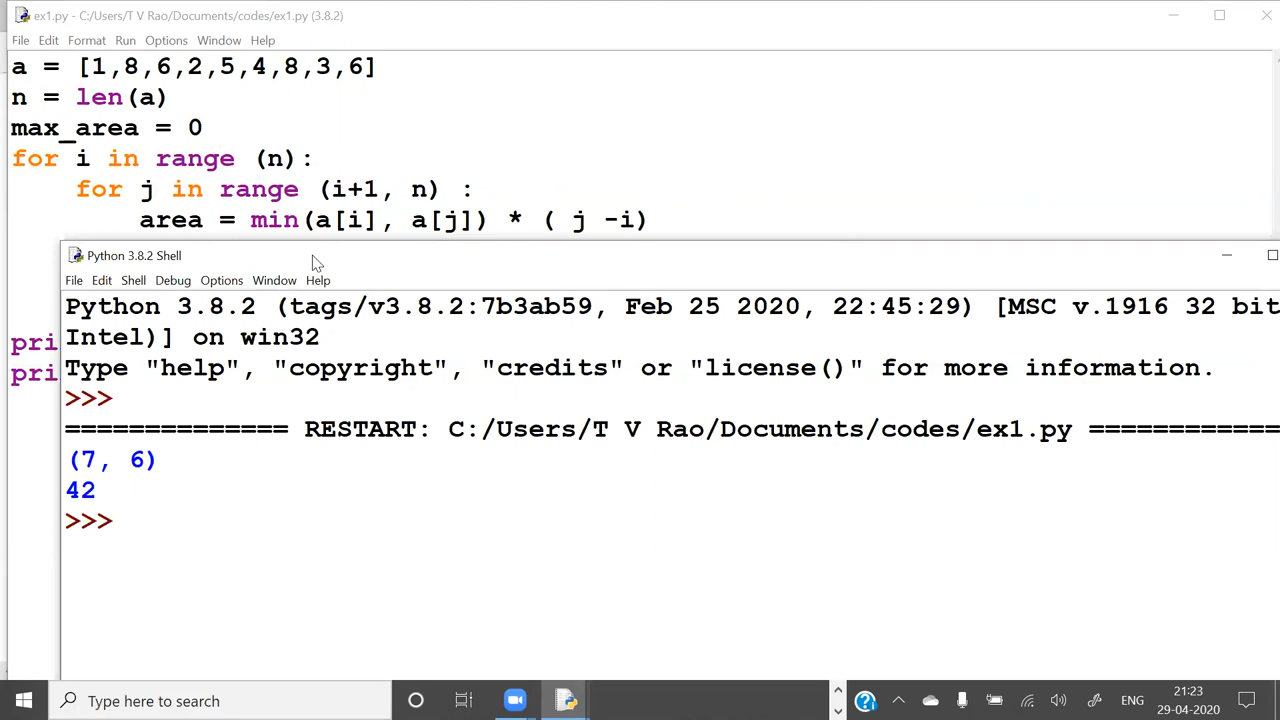 ex1.py - C:/Users/T V Rao/Documents/codes/ex1.py (3.8.2)
File Edit Format Run Options Window Help
a = [1,8,6,2,5,4,8,3,6]
n = len(a)
max_area = 0
for i in range (n):
for j in range (i+1, n) :
area = min(a[i], a[j]) * ( j -i)
pri
pri
Python 3.8.2 Shell
File Edit Shell Debug Options Window Help
Python 3.8.2 (tags/v3.8.2:7b3ab59, Feb 25 2020, 22:45:29) [MSC v.1916 32 bit
Intel)] on win32
Type "help", "copyright", "credits" or "license()" for more information.
>>>
============== RESTART: C:/Users/T V Rao/Documents/codes/ex1.py ============
(7, 6)
42
>>>
Type here to search
ENG
21:23
29-04-2020